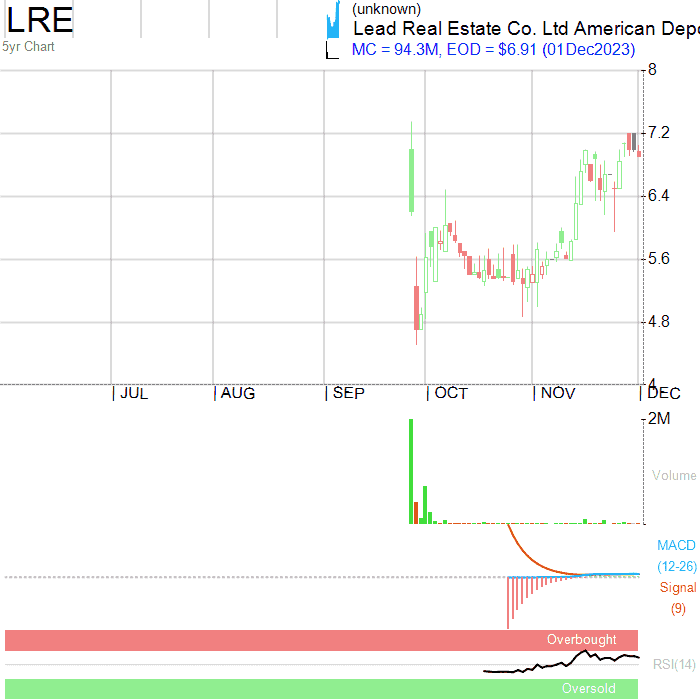 LRE
5yr Chart
(unknown)
Lead Real Estate Co. Ltd American Depo
MC = 94.3M, EOD = $6.91 (01Dec2023)
8
7.2
6.4
5.6
4.8
4
JUL
AUG
SEP
OCT
NOV
DEC
2M
Volume
MACD
(12-26)
Signal
(9)
Overbought
RSI(14)
Oversold